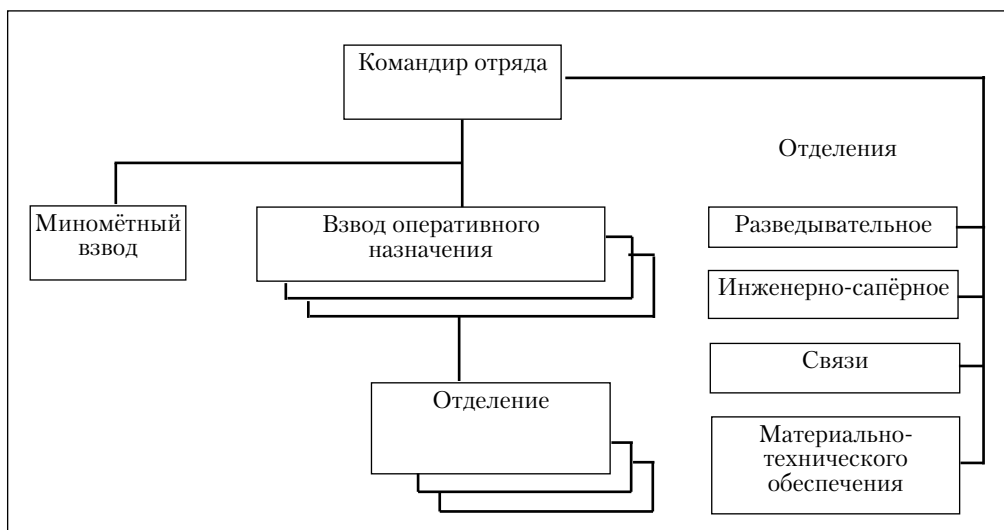 Командир отряда
Отделения
Миномётный
взвод
Взвод оперативного
назначения
Разведывательное
Инженерно-сапёрное
Связи
Отделение
Материально-
технического
обеспечения